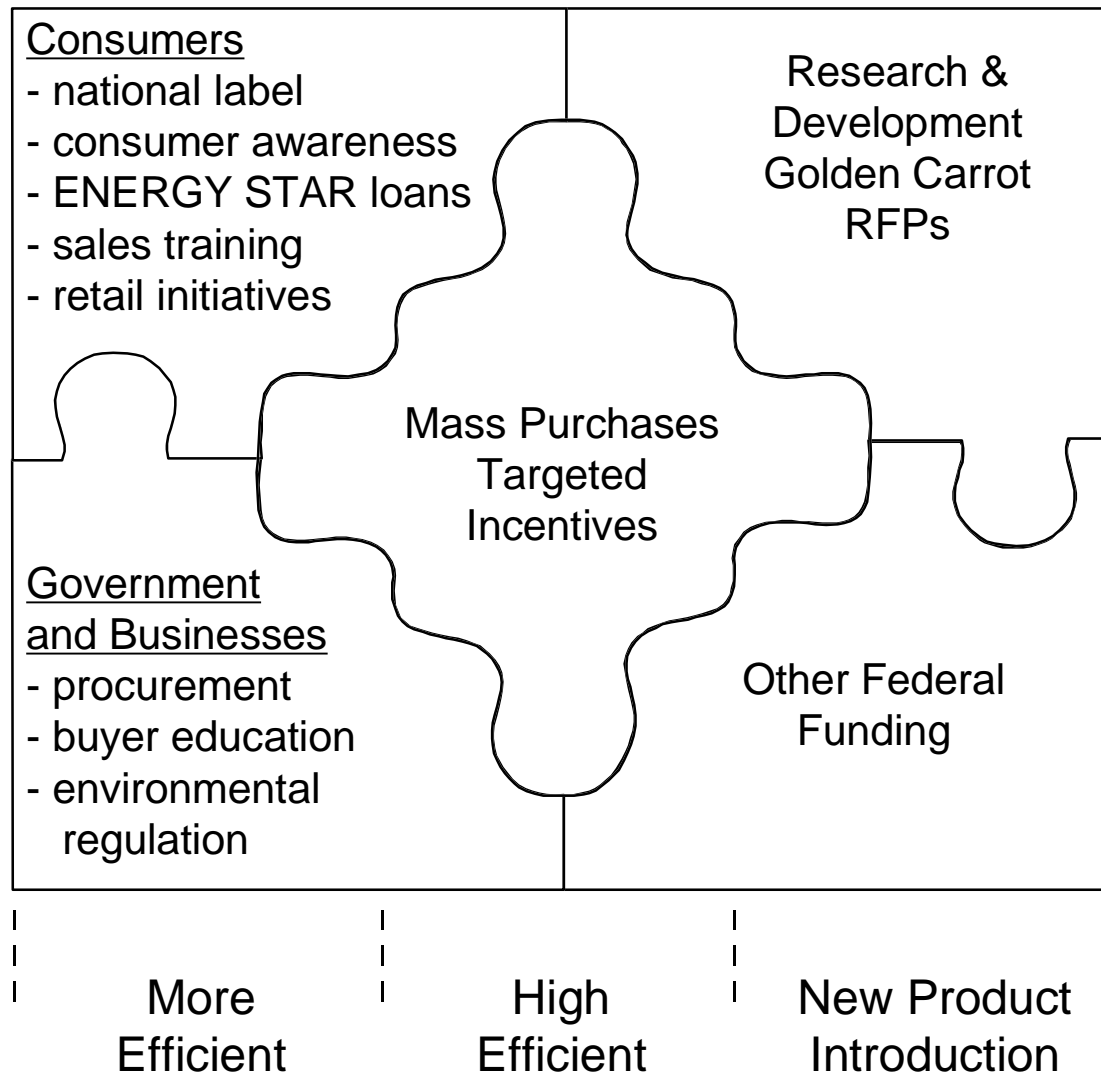 Consumers
- national label
- consumer awareness
- ENERGY STAR loans
- sales training
- retail initiatives
Research &
Development
Golden Carrot
RFPs
Mass Purchases
Targeted
Incentives
Government
and Businesses
- procurement
- buyer education
- environmental
regulation
Other Federal
Funding
More
Efficient
High
Efficient
New Product
Introduction